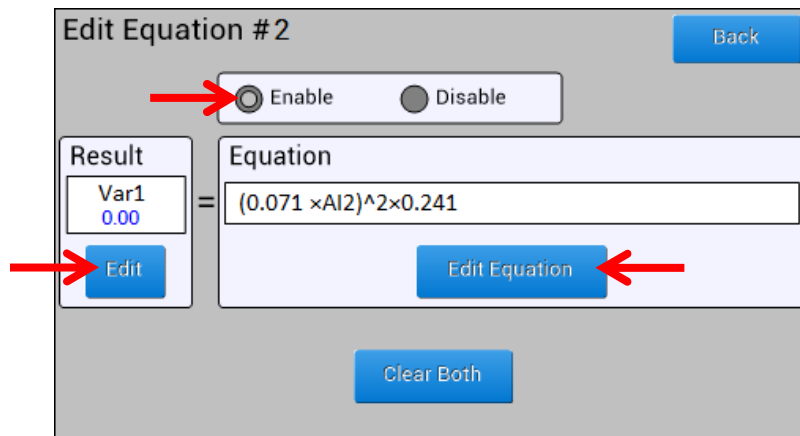 Edit Equation #2
Back
Enable
Disable
Result
Equation
Var1
0.00
=
(0.071 ×AI2)^2×0.241
Edit
Edit Equation
Clear Both